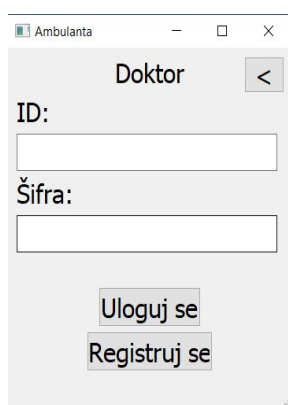 Ambulanta
Doktor <
ID:
Šifra:
Uloguj se
Registruj se